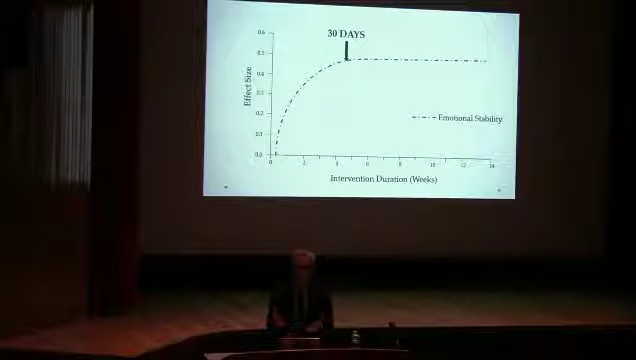 30 DAYS
0.6
0.5
0.4
0.3
0.2
0.1
0.0
Effect Size
Emotional Stability
0 2 4 6 8 10 12 14
Intervention Duration (Weeks)